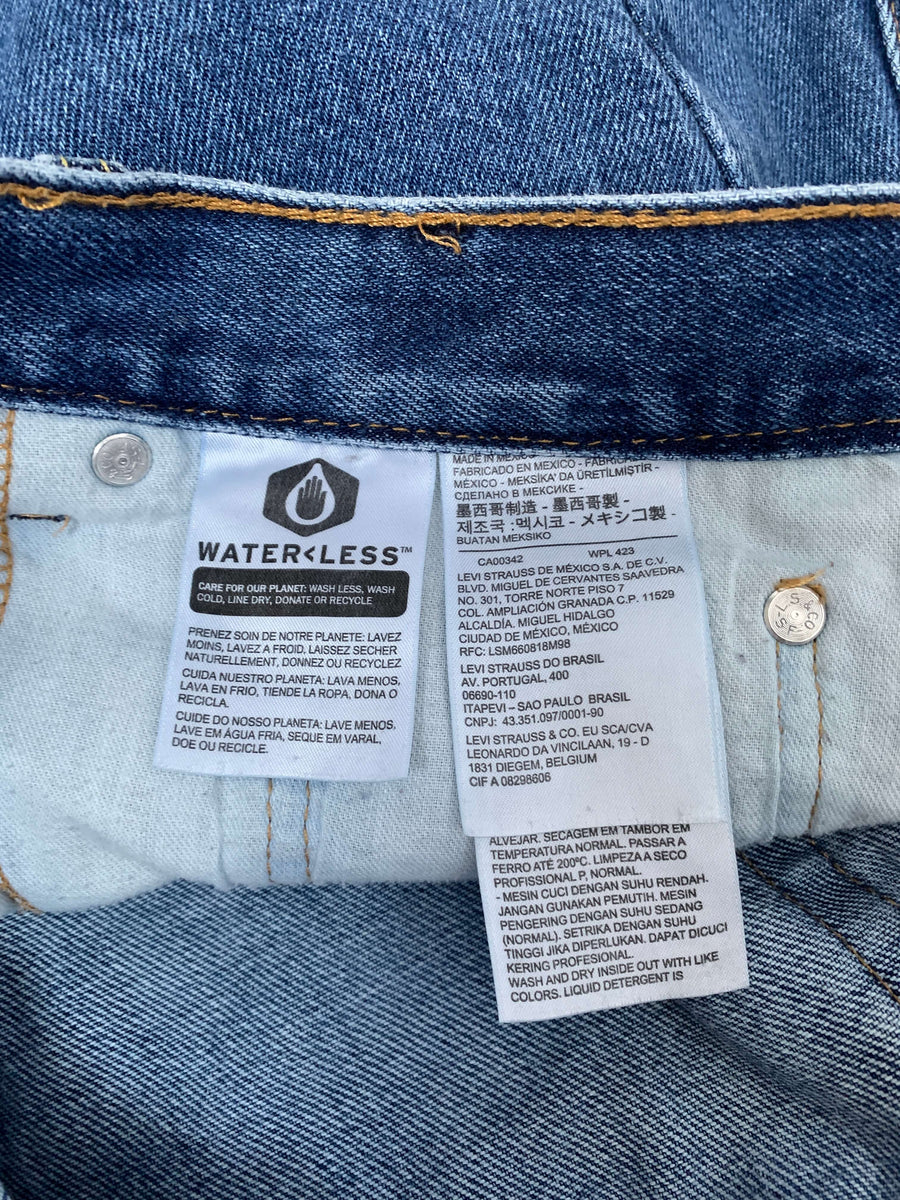 WATER<LESS™
CARE FOR OUR PLANET: WASH LESS, WASH
COLD, LINE DRY, DONATE OR RECYCLE
PRENEZ SOIN DE NOTRE PLANETE: LAVEZ
MOINS, LAVEZ A FROID. LAISSEZ SECHER
NATURELLEMENT, DONNEZ OU RECYCLEZ
CUIDA NUESTRO PLANETA: LAVA MENOS,
LAVA EN FRIO, TIENDE LA ROPA, DONA O
RECICLA.
CUIDE DO NOSSO PLANETA: LAVE MENOS.
LAVE EM ÁGUA FRIA, SEQUE EM VARAL,
DOE OU RECICLE.
MADE IN MEXICO
FABRICADO EN MEXICO - FABRIC
MÉXICO - MEKSİKA' DA ÜRETİLMİŞTİR -
СДЕЛАНО В МЕКСИКЕ -
墨西哥制造 - 墨西哥製 -
제조국 :멕시코 - メキシコ製 -
BUATAN MEKSIKO
CA00342 WPL 423
LEVI STRAUSS DE MÉXICO S.A. DE C.V.
BLVD. MIGUEL DE CERVANTES SAAVEDRA
NO. 301, TORRE NORTE PISO 7
COL. AMPLIACIÓN GRANADA C.P. 11529
ALCALDÍA. MIGUEL HIDALGO
CIUDAD DE MÉXICO, MÉXICO
RFC: LSM660818M98
LEVI STRAUSS DO BRASIL
AV. PORTUGAL, 400
06690-110
ITAPEVI – SAO PAULO BRASIL
CNPJ: 43.351.097/0001-90
LEVI STRAUSS & CO. EU SCA/CVA
LEONARDO DA VINCILAAN, 19 - D
1831 DIEGEM, BELGIUM
CIF A 08298606
ALVEJAR. SECAGEM EM TAMBOR EM
TEMPERATURA NORMAL. PASSAR A
FERRO ATÉ 200ºC. LIMPEZA A SECO
PROFISSIONAL P, NORMAL.
- MESIN CUCI DENGAN SUHU RENDAH.
JANGAN GUNAKAN PEMUTIH. MESIN
PENGERING DENGAN SUHU SEDANG
(NORMAL). SETRIKA DENGAN SUHU
TINGGI JIKA DIPERLUKAN. DAPAT DICUCI
KERING PROFESIONAL.
WASH AND DRY INSIDE OUT WITH LIKE
COLORS. LIQUID DETERGENT IS
L S & CO
S F